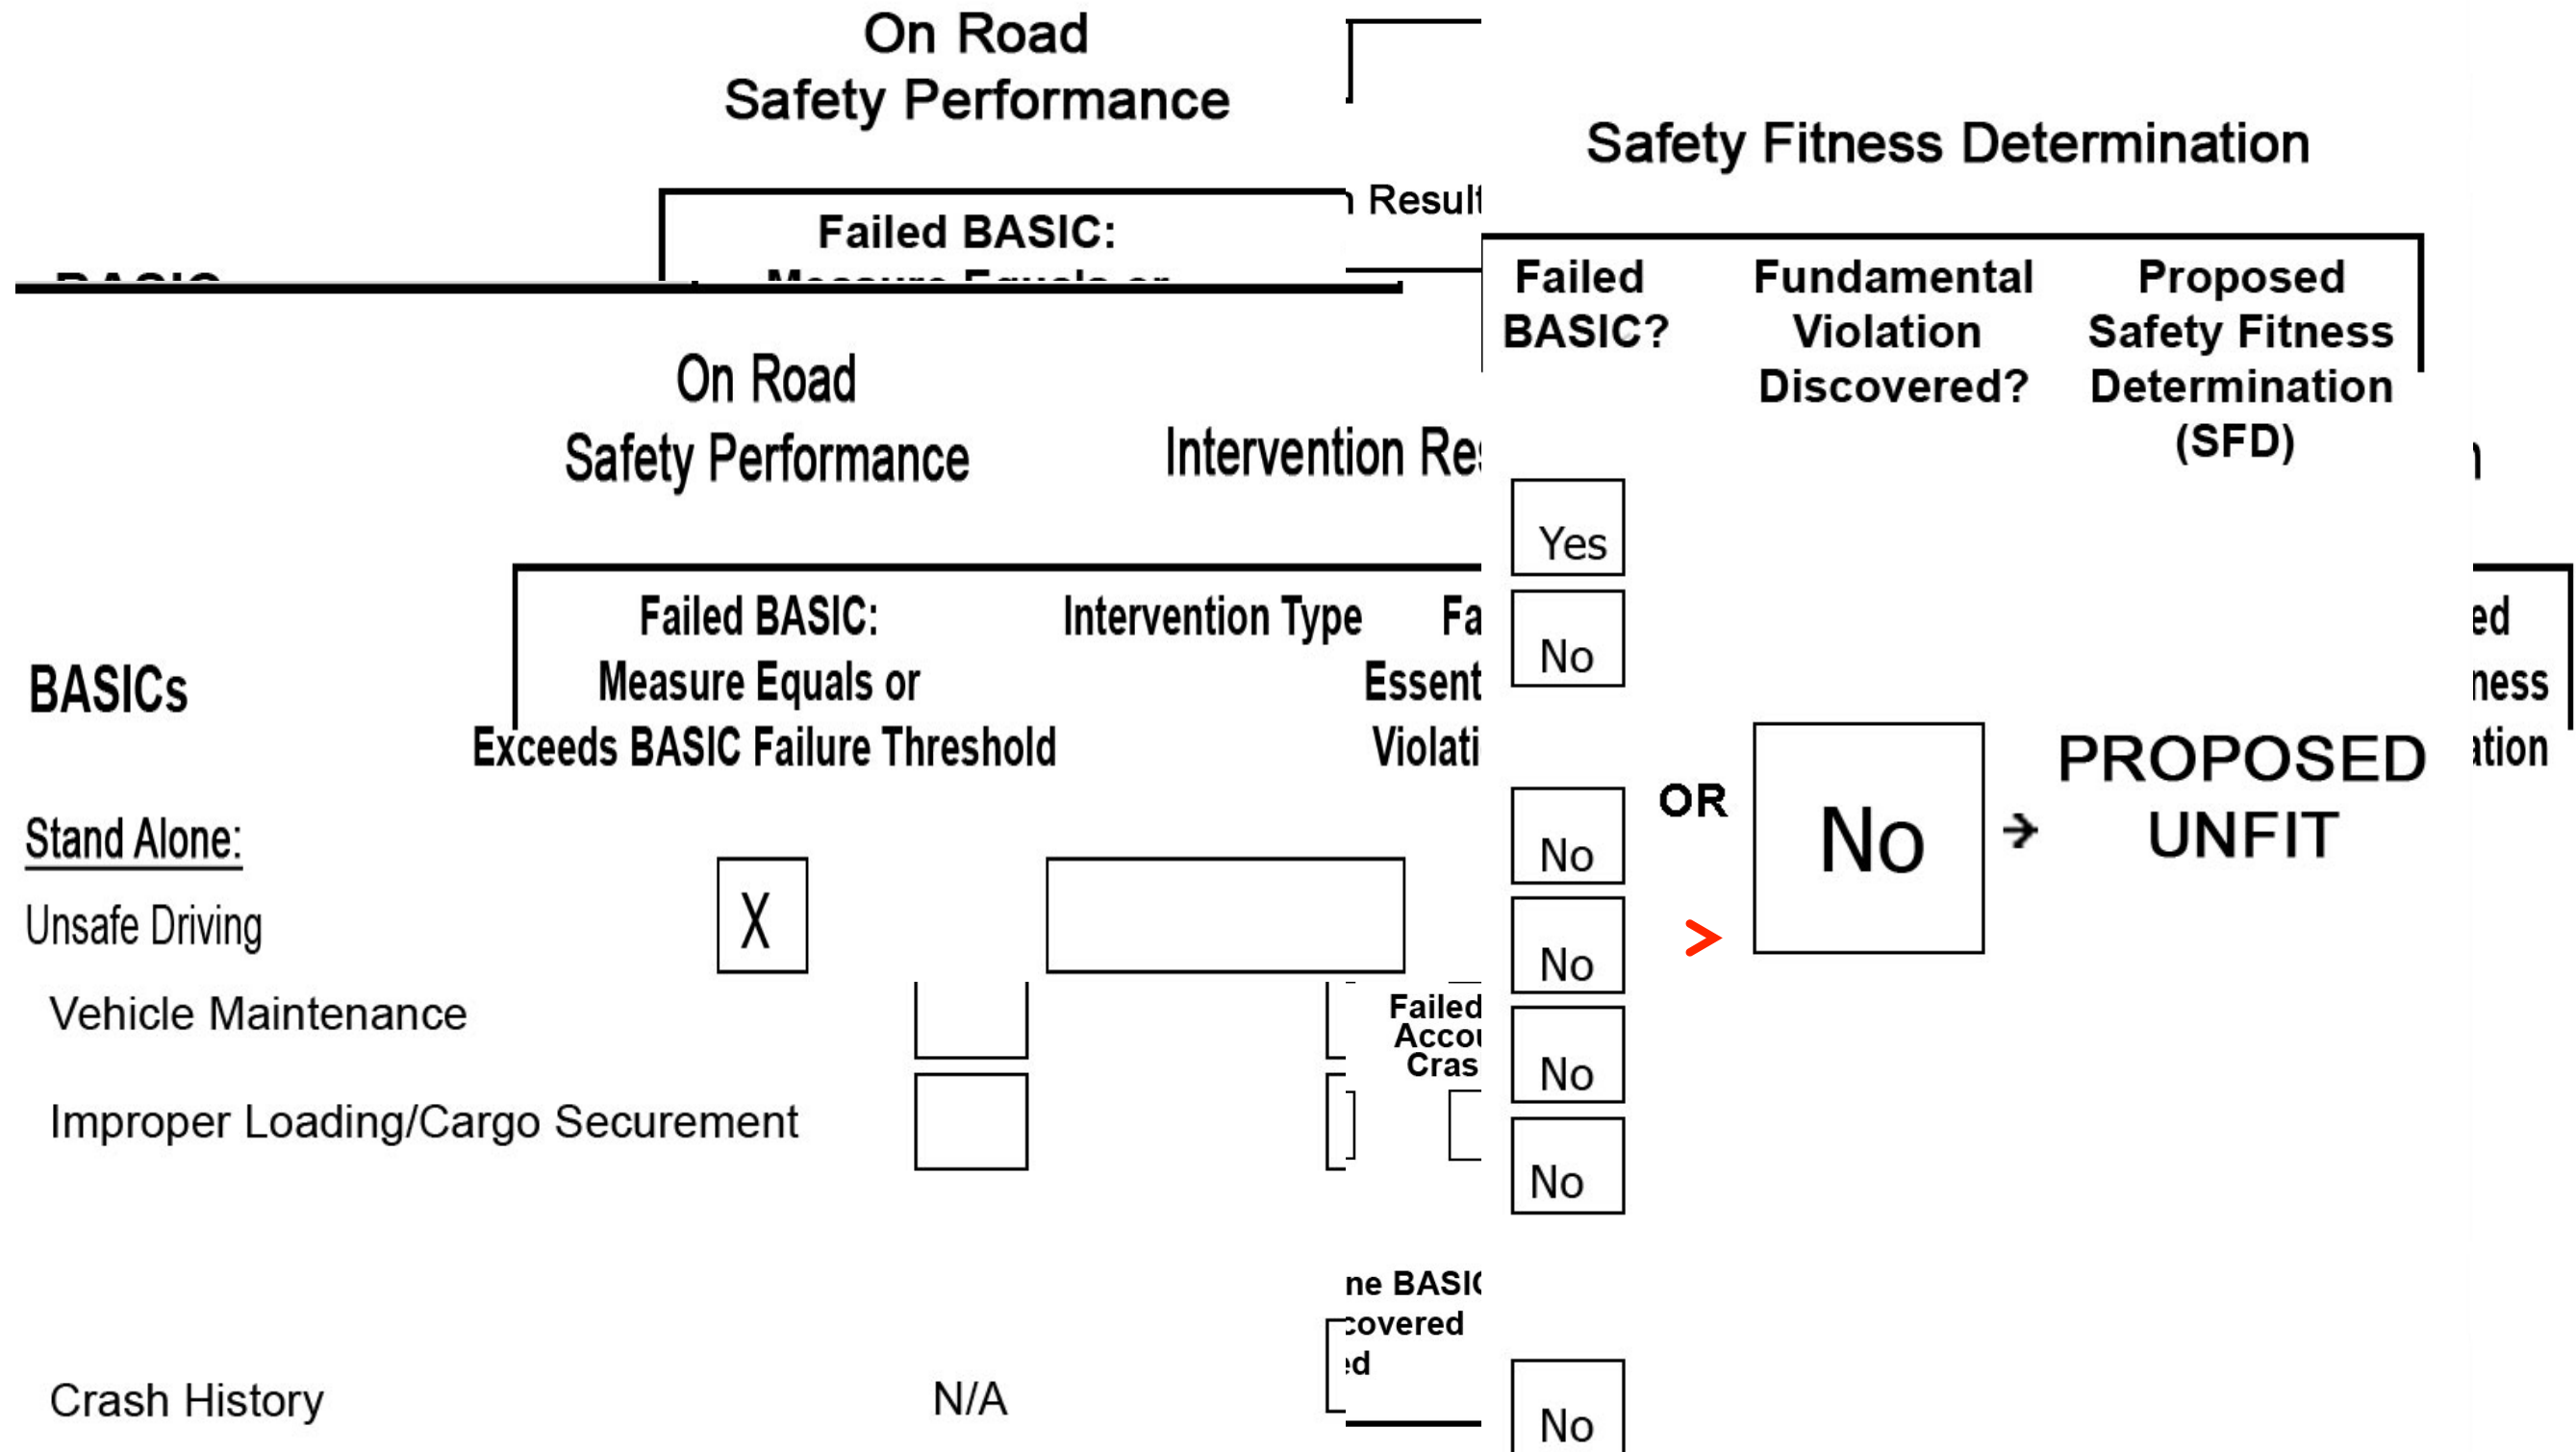 On Road
Safety Performance
Safety Fitness Determination
Result
Failed BASIC:
Measure Equals or
Failed
BASIC?
Fundamental
Violation
Discovered?
Proposed
Safety Fitness
Determination
(SFD)
On Road
Safety Performance
Intervention
Failed BASIC:
Measure Equals or
Exceeds BASIC Failure Threshold
Intervention Type
BASICs
Yes
No
Stand Alone:
Unsafe Driving
X
No
OR
No
→
PROPOSED
UNFIT
No
>
Vehicle Maintenance
Failed
No
Improper Loading/Cargo Securement
No
Crash History
N/A
No